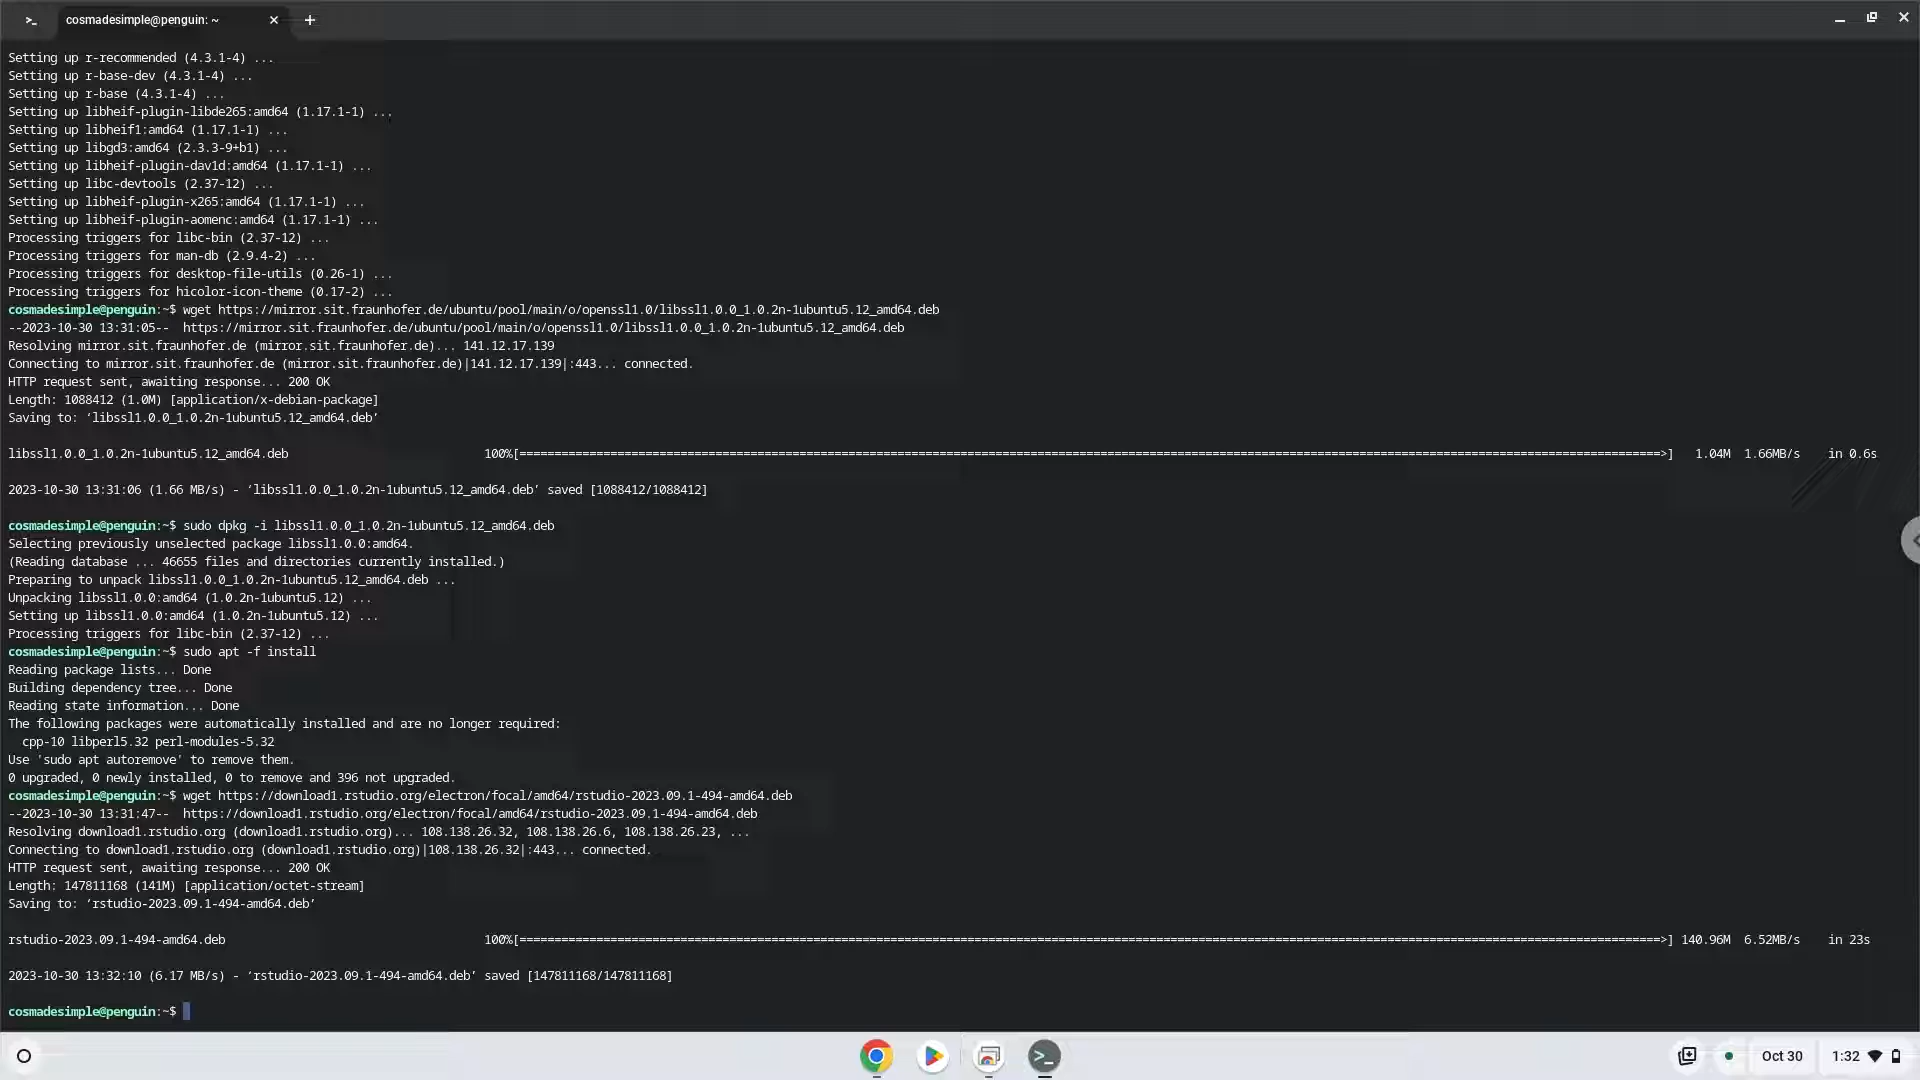 cosmadesimple@penguin: ~
Setting up r-recommended (4.3.1-4) ...
Setting up r-base-dev (4.3.1-4) ...
Setting up r-base (4.3.1-4) ...
Setting up libheif-plugin-libde265:amd64 (1.17.1-1) ...
Setting up libheif1:amd64 (1.17.1-1) ...
Setting up libgd3:amd64 (2.3.3-9+b1) ...
Setting up libheif-plugin-dav1d:amd64 (1.17.1-1) ...
Setting up libc-devtools (2.37-12) ...
Setting up libheif-plugin-x265:amd64 (1.17.1-1) ...
Setting up libheif-plugin-aomenc:amd64 (1.17.1-1) ...
Processing triggers for libc-bin (2.37-12) ...
Processing triggers for man-db (2.9.4-2) ...
Processing triggers for desktop-file-utils (0.26-1) ...
Processing triggers for hicolor-icon-theme (0.17-2) ...
cosmadesimple@penguin:~$ wget https://mirror.sit.fraunhofer.de/ubuntu/pool/main/o/openssl1.0/libssl1.0.0_1.0.2n-1ubuntu5.12_amd64.deb
--2023-10-30 13:31:05--  https://mirror.sit.fraunhofer.de/ubuntu/pool/main/o/openssl1.0/libssl1.0.0_1.0.2n-1ubuntu5.12_amd64.deb
Resolving mirror.sit.fraunhofer.de (mirror.sit.fraunhofer.de)... 141.12.17.139
Connecting to mirror.sit.fraunhofer.de (mirror.sit.fraunhofer.de)|141.12.17.139|:443... connected.
HTTP request sent, awaiting response... 200 OK
Length: 1088412 (1.0M) [application/x-debian-package]
Saving to: ‘libssl1.0.0_1.0.2n-1ubuntu5.12_amd64.deb’
libssl1.0.0_1.0.2n-1ubuntu5.12_amd64.deb 100%[===================>] 1.04M 1.66MB/s in 0.6s
2023-10-30 13:31:06 (1.66 MB/s) - ‘libssl1.0.0_1.0.2n-1ubuntu5.12_amd64.deb’ saved [1088412/1088412]
cosmadesimple@penguin:~$ sudo dpkg -i libssl1.0.0_1.0.2n-1ubuntu5.12_amd64.deb
Selecting previously unselected package libssl1.0.0:amd64.
(Reading database ... 46655 files and directories currently installed.)
Preparing to unpack libssl1.0.0_1.0.2n-1ubuntu5.12_amd64.deb ...
Unpacking libssl1.0.0:amd64 (1.0.2n-1ubuntu5.12) ...
Setting up libssl1.0.0:amd64 (1.0.2n-1ubuntu5.12) ...
Processing triggers for libc-bin (2.37-12) ...
cosmadesimple@penguin:~$ sudo apt -f install
Reading package lists... Done
Building dependency tree... Done
Reading state information... Done
The following packages were automatically installed and are no longer required:
cpp-10 libperl5.32 perl-modules-5.32
Use 'sudo apt autoremove' to remove them.
0 upgraded, 0 newly installed, 0 to remove and 396 not upgraded.
cosmadesimple@penguin:~$ wget https://download1.rstudio.org/electron/focal/amd64/rstudio-2023.09.1-494-amd64.deb
--2023-10-30 13:31:47--  https://download1.rstudio.org/electron/focal/amd64/rstudio-2023.09.1-494-amd64.deb
Resolving download1.rstudio.org (download1.rstudio.org)... 108.138.26.32, 108.138.26.6, 108.138.26.23, ...
Connecting to download1.rstudio.org (download1.rstudio.org)|108.138.26.32|:443... connected.
HTTP request sent, awaiting response... 200 OK
Length: 147811168 (141M) [application/octet-stream]
Saving to: ‘rstudio-2023.09.1-494-amd64.deb’
rstudio-2023.09.1-494-amd64.deb 100%[===================>] 140.96M 6.52MB/s in 23s
2023-10-30 13:32:10 (6.17 MB/s) - ‘rstudio-2023.09.1-494-amd64.deb’ saved [147811168/147811168]
cosmadesimple@penguin:~$
Oct 30 1:32